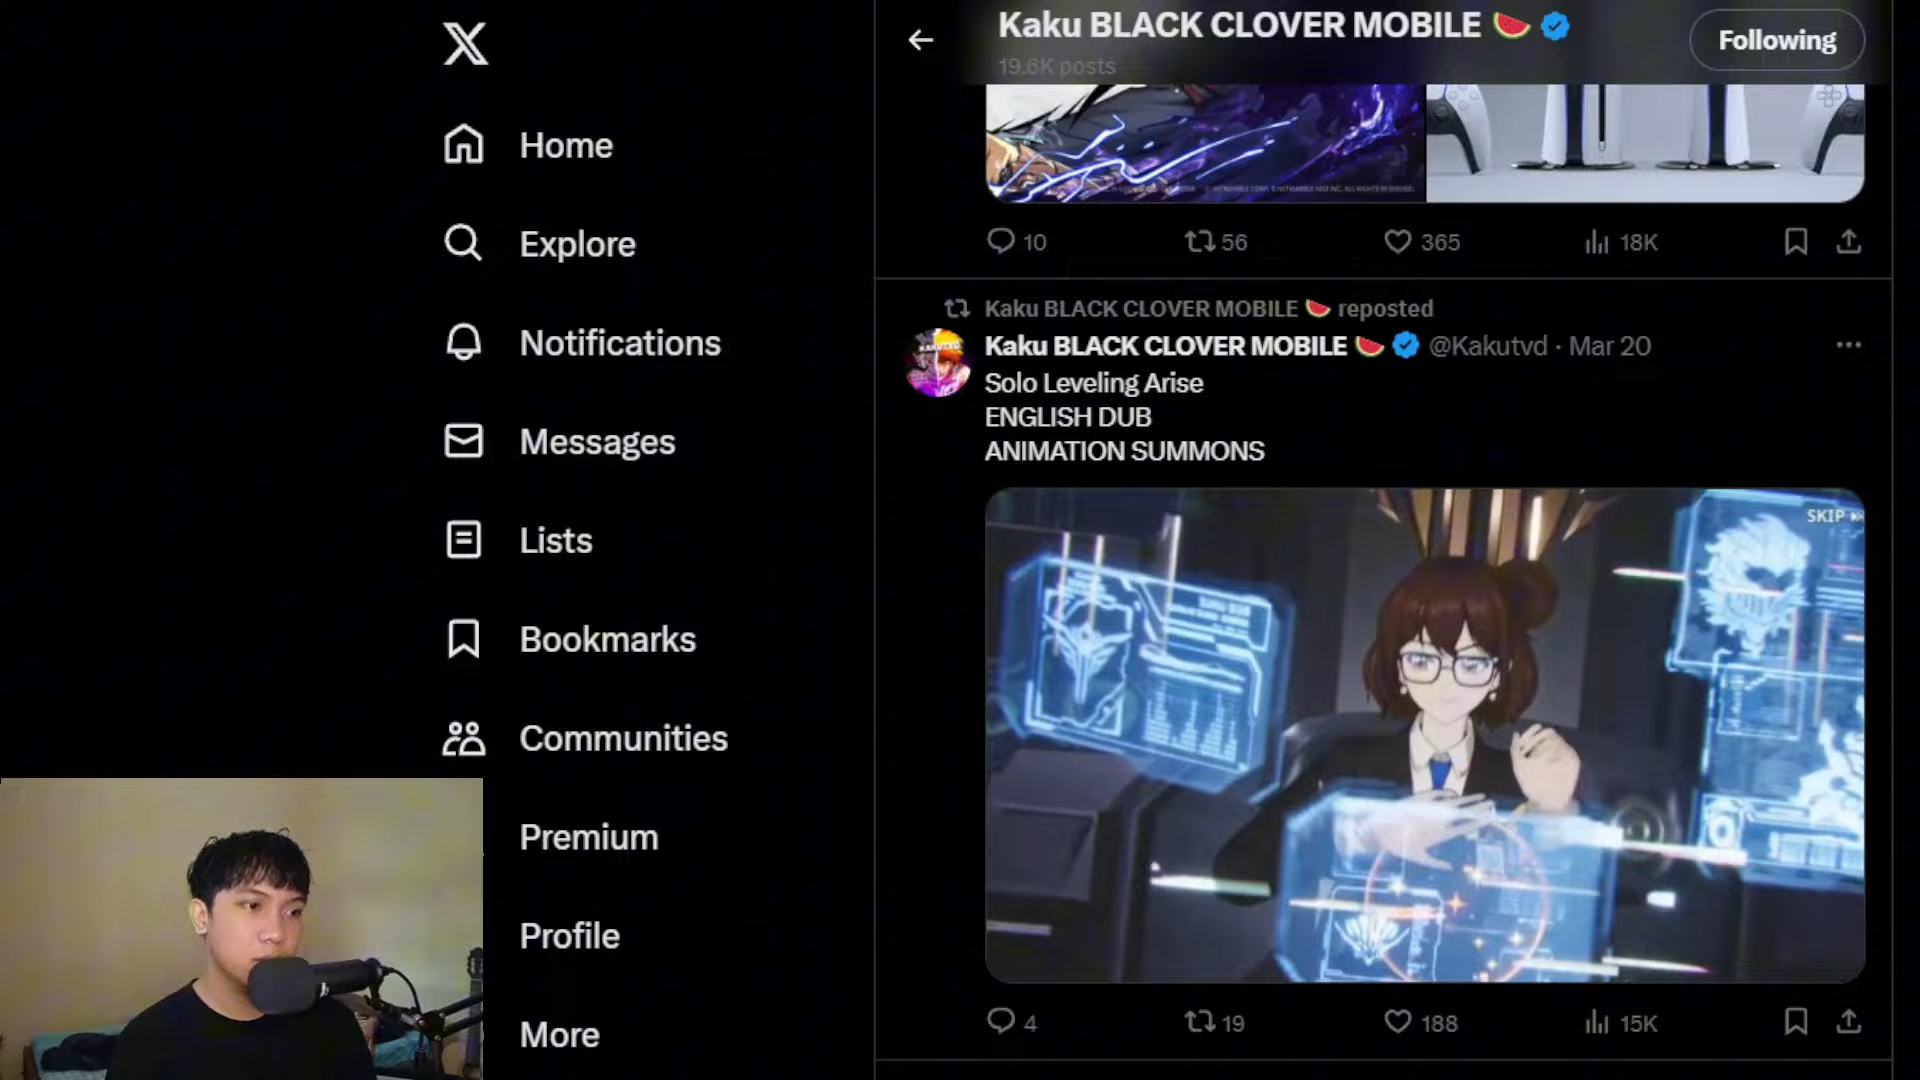 X
Home
Explore
Notifications
Messages
Lists
Bookmarks
Communities
Premium
Profile
More
Kaku BLACK CLOVER MOBILE 🍉
19.6K posts
Following
10
56
365
18K
Kaku BLACK CLOVER MOBILE 🍉 reposted
Kaku BLACK CLOVER MOBILE 🍉 @Kakutvd · Mar 20
Solo Leveling Arise
ENGLISH DUB
ANIMATION SUMMONS
SKIP
4
19
188
15K